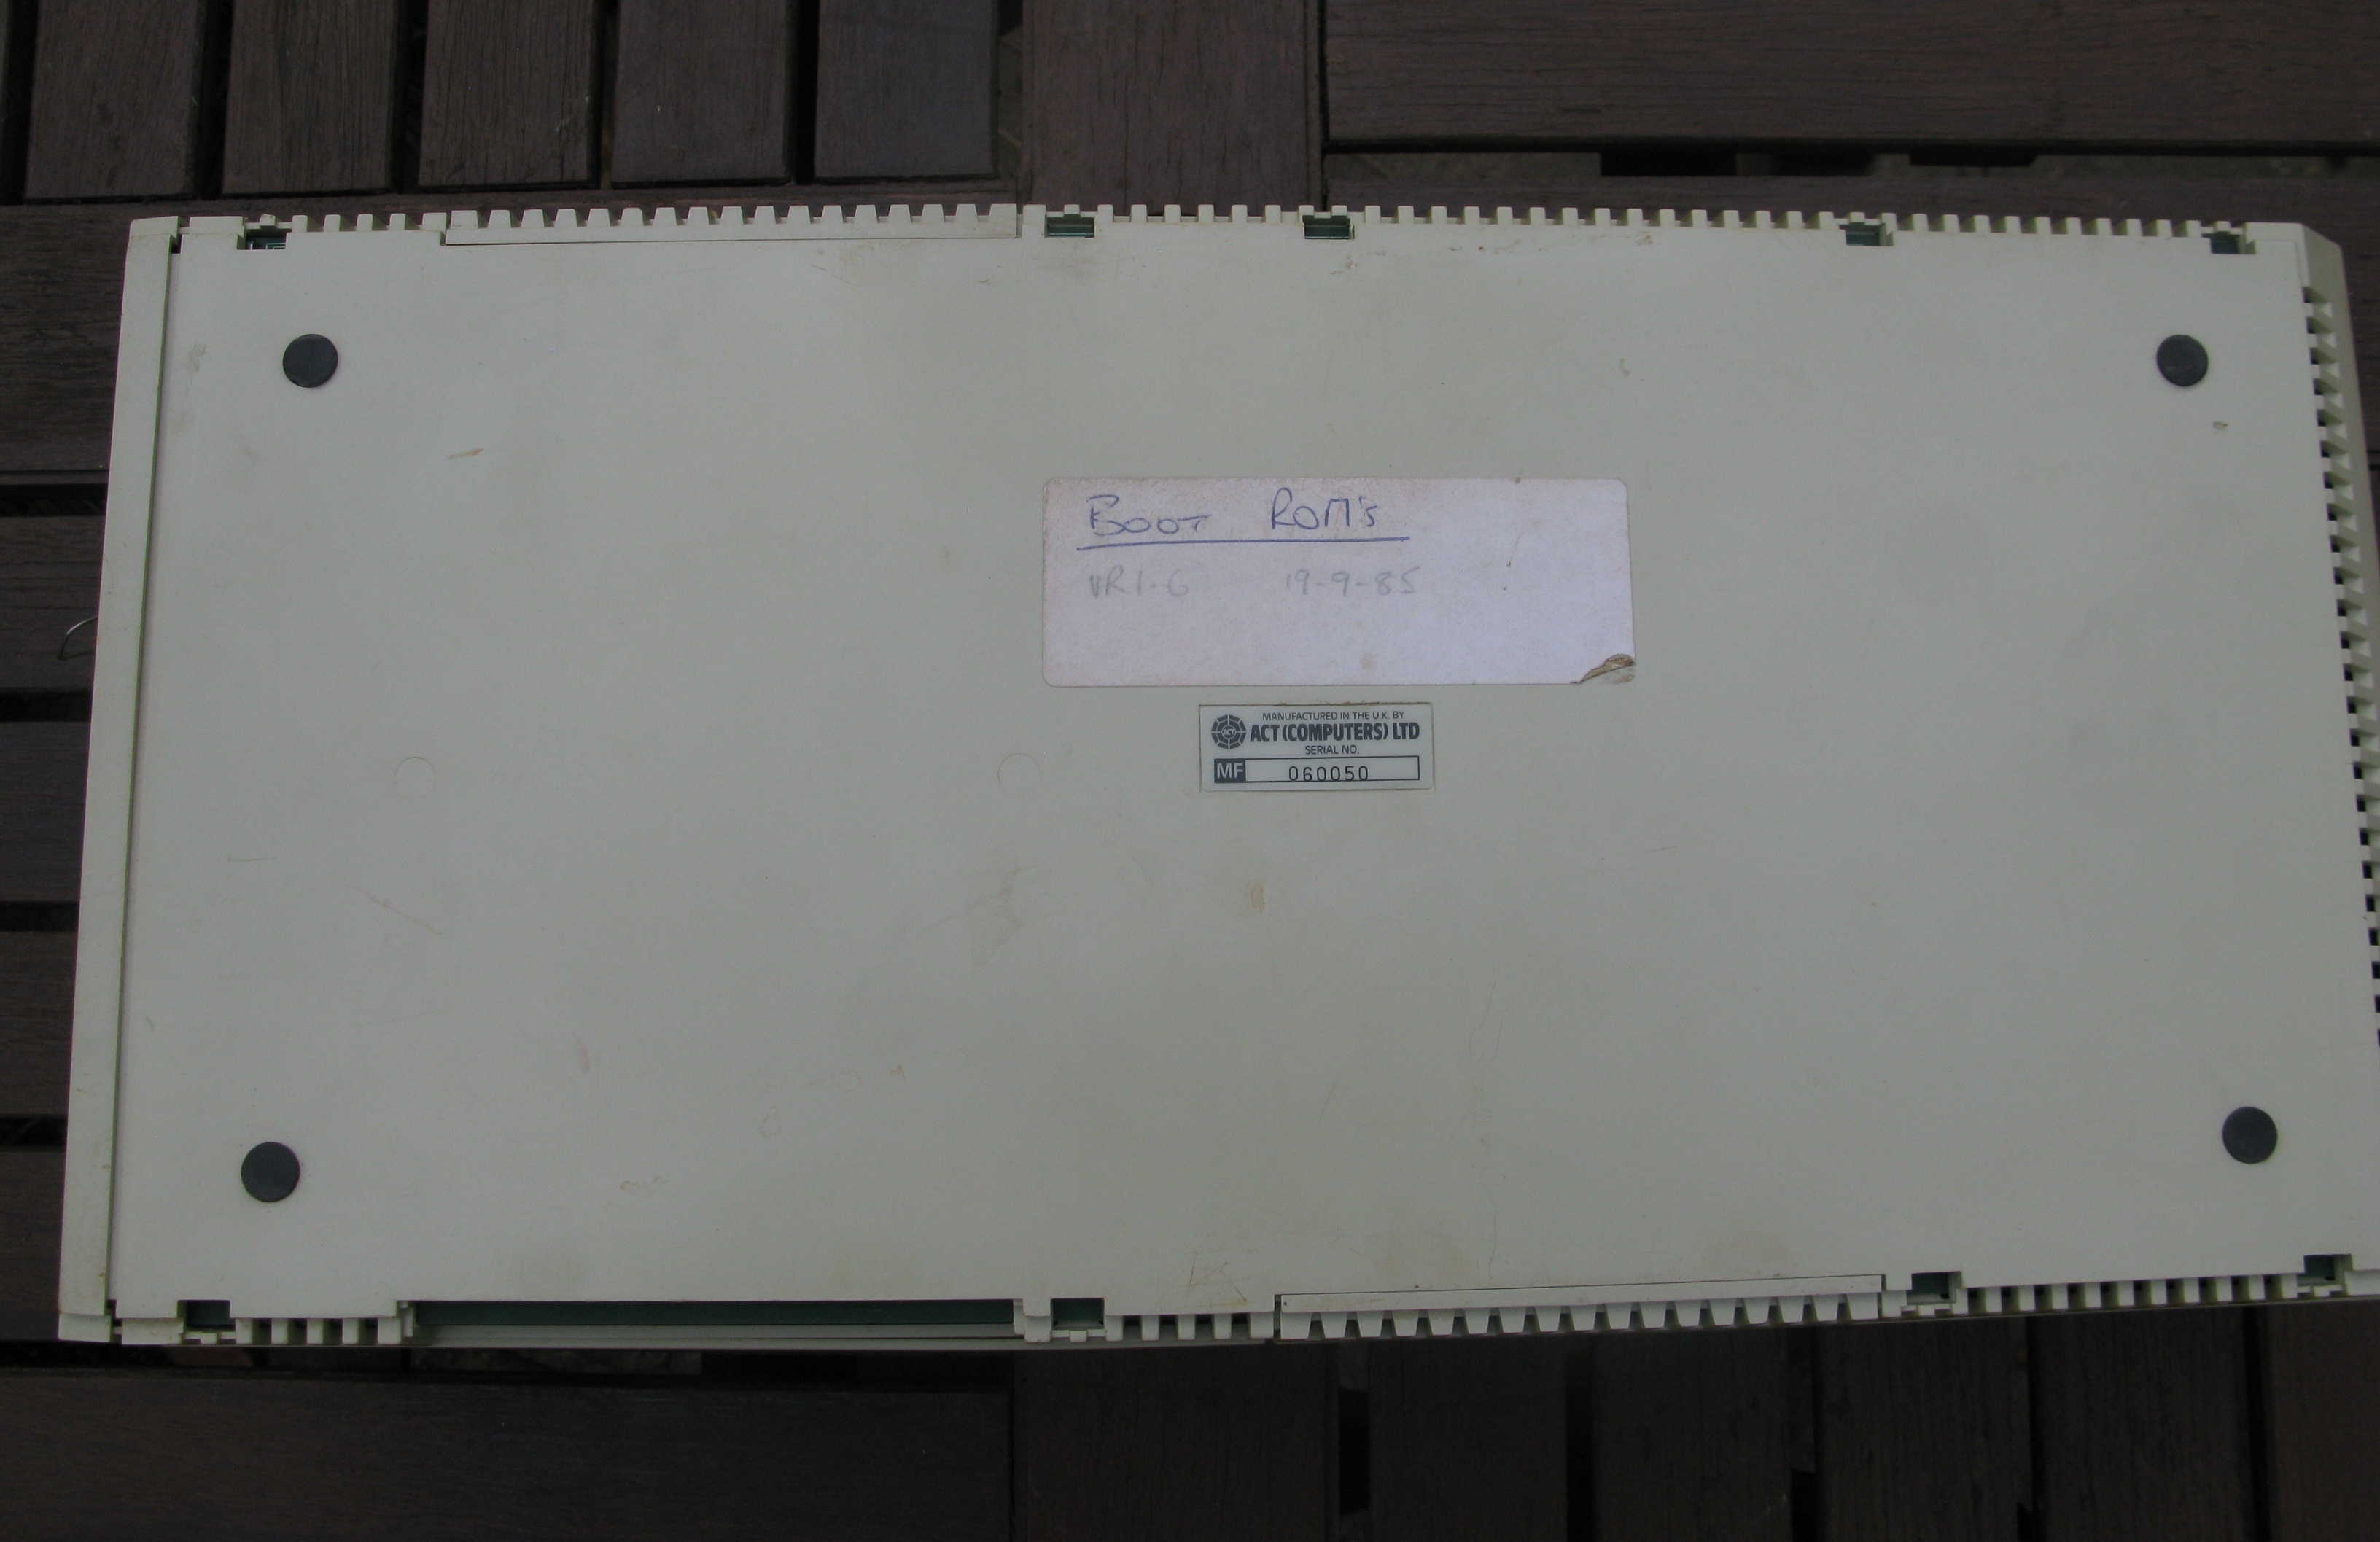 BOOT ROM's
VR1.6 19-9-85
MANUFACTURED IN THE U.K. BY
ACT (COMPUTERS) LTD
SERIAL NO.
MF 060050